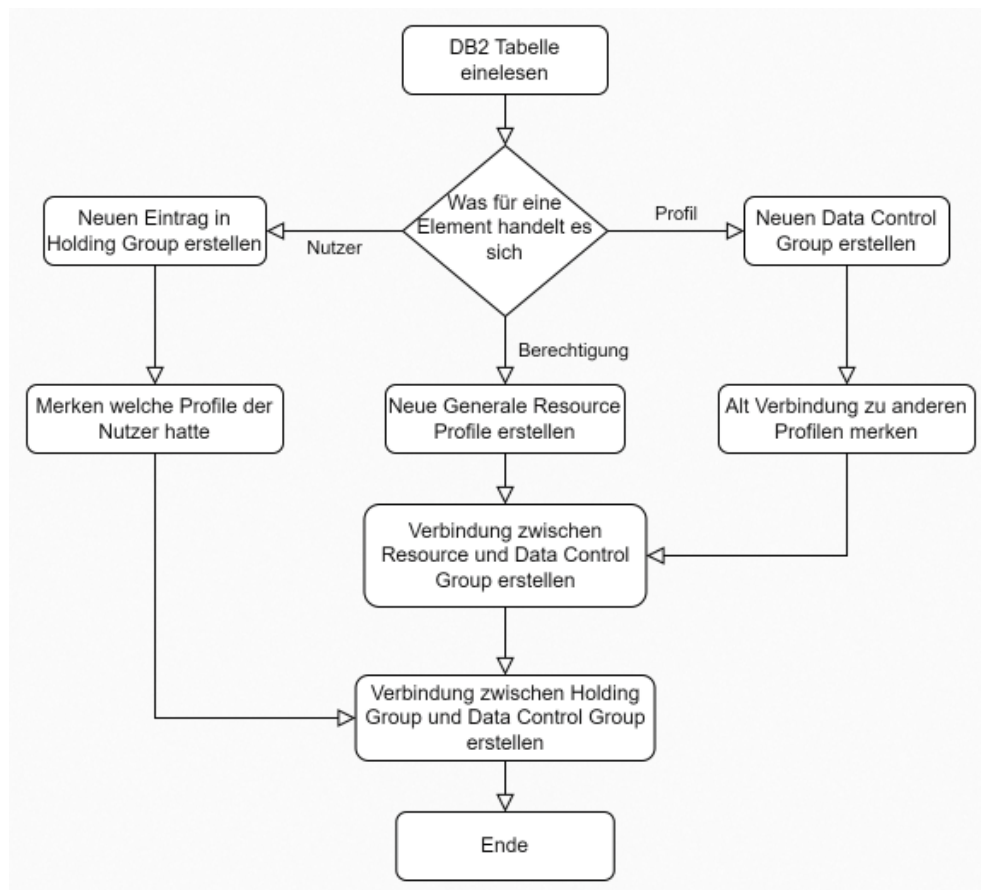 DB2 Tabelle
einelesen
Was für eine
Element handelt es
sich
Neuen Eintrag in
Holding Group erstellen
Nutzer
Profil
Neuen Data Control
Group erstellen
Berechtigung
Merken welche Profile der
Nutzer hatte
Neue Generale Resource
Profile erstellen
Alt Verbindung zu anderen
Profilen merken
Verbindung zwischen
Resource und Data Control
Group erstellen
Verbindung zwischen Holding
Group und Data Control Group
erstellen
Ende